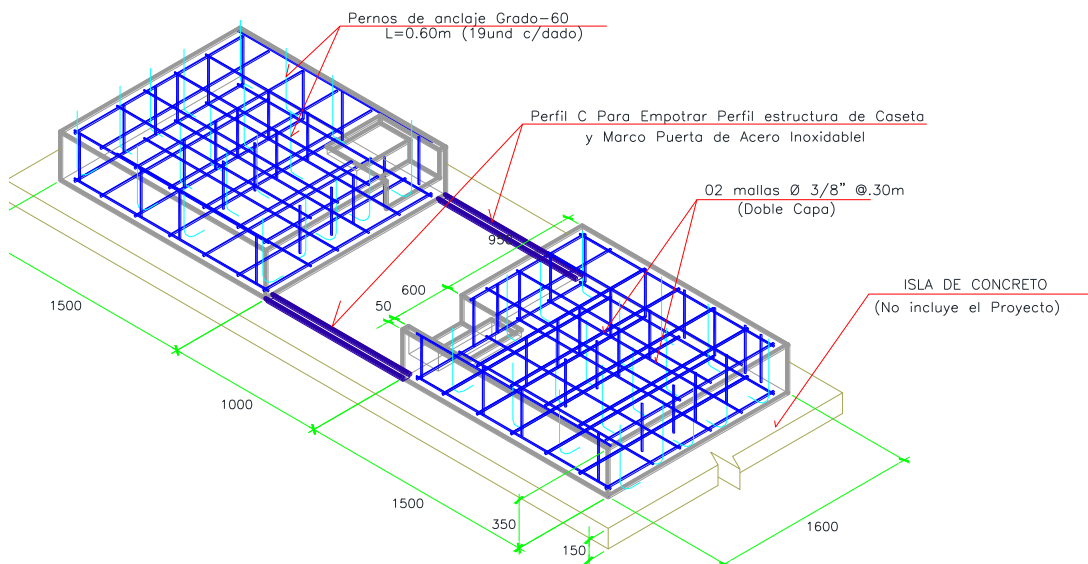 Pernos de anclaje Grado-60
L=0.60m (19und c/dado)
Perfil C Para Empotrar Perfil estructura de Caseta
y Marco Puerta de Acero Inoxidablel
02 mallas Ø 3/8" @.30m
(Doble Capa)
ISLA DE CONCRETO
(No incluye el Proyecto)
950
600
50
1500
1000
1500
350
150
1600